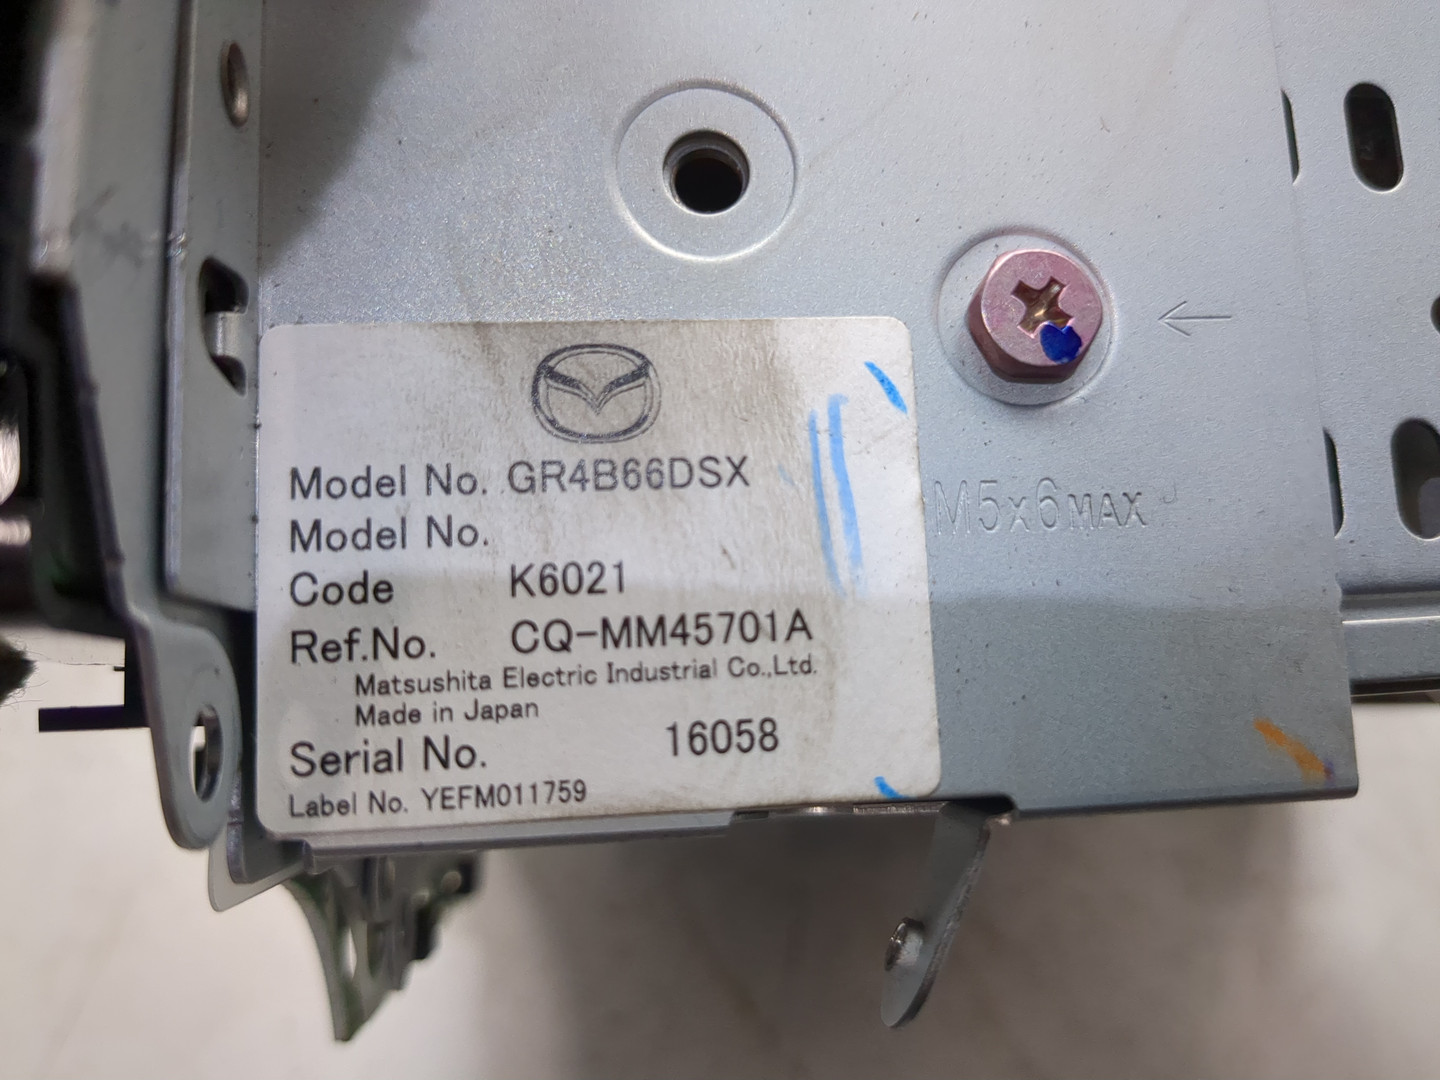 Model No. GR4B66DSX
Model No.
Code K6021
Ref.No. CQ-MM45701A
Matsushita Electric Industrial Co.,Ltd.
Made in Japan
Serial No. 16058
Label No. YEFM011759
M5x6MAX